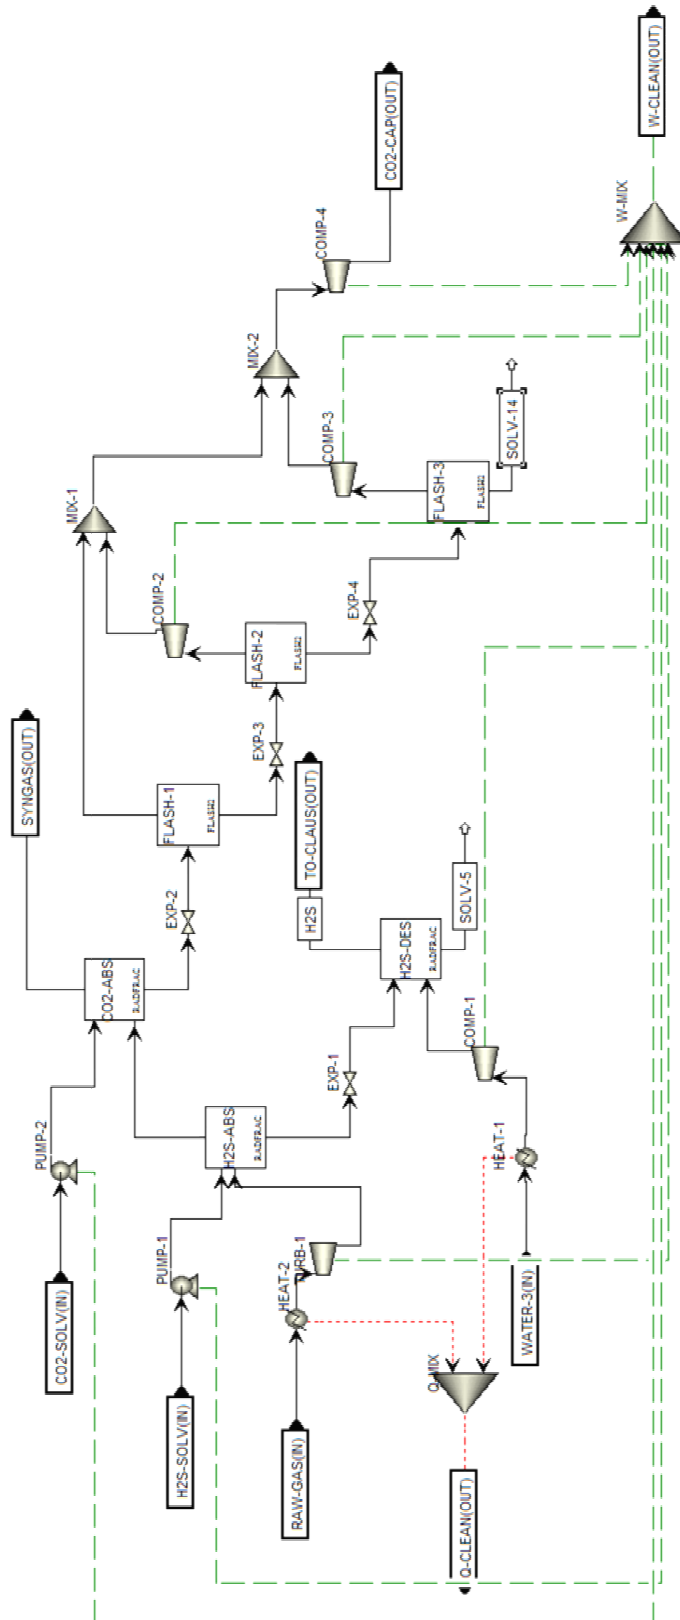 CO2-SOLV(IN)
PUMP-2
CO2-ABS
RADFRAC
SYNGAS(OUT)
EXP-2
FLASH-1
FLASH2
EXP-3
FLASH-2
FLASH2
COMP-2
MIX-1
EXP-4
FLASH-3
FLASH2
SOLV-14
COMP-3
MIX-2
COMP-4
CO2-CAP(OUT)
H2S-SOLV(IN)
PUMP-1
H2S-ABS
RADFRAC
RAW-GAS(IN)
HEAT-2
URB-1
EXP-1
H2S-DES
RADFRAC
H2S
TO-CLAUS(OUT)
SOLV-5
WATER-3(IN)
HEAT-1
COMP-1
Q-MIX
Q-CLEAN(OUT)
W-MIX
W-CLEAN(OUT)